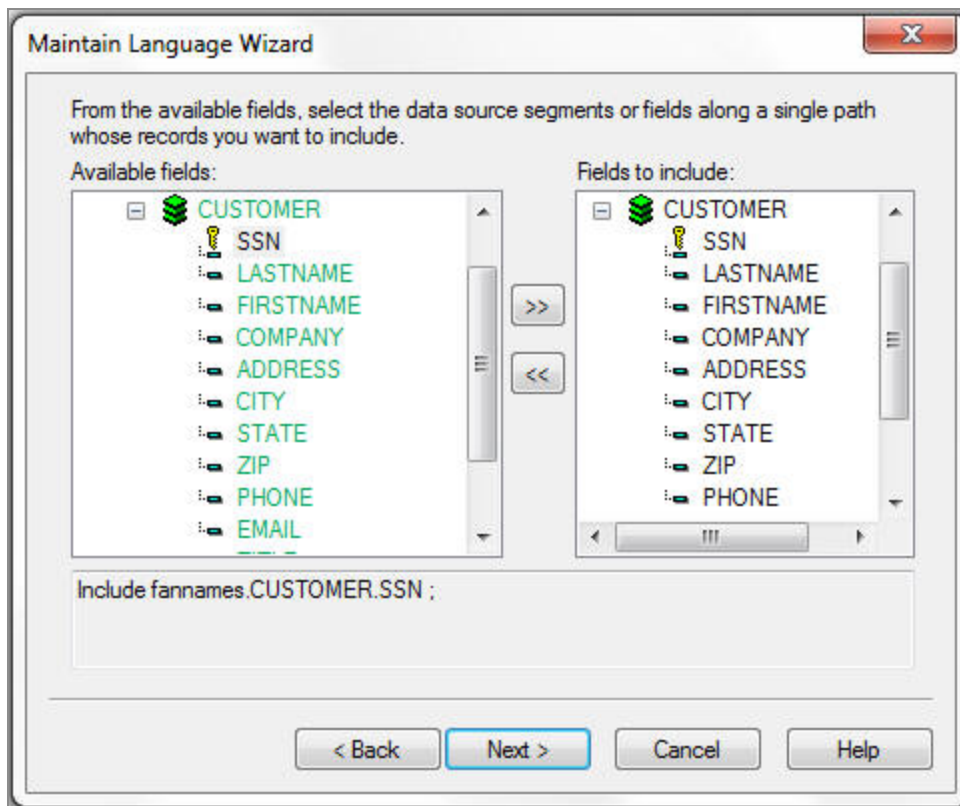 Maintain Language Wizard
From the available fields, select the data source segments or fields along a single path
whose records you want to include.
Available fields:
CUSTOMER
SSN
LASTNAME
FIRSTNAME
COMPANY
ADDRESS
CITY
STATE
ZIP
PHONE
EMAIL
>>
<<
Fields to include:
CUSTOMER
SSN
LASTNAME
FIRSTNAME
COMPANY
ADDRESS
CITY
STATE
ZIP
PHONE
Include fannames.CUSTOMER.SSN ;
< Back
Next >
Cancel
Help